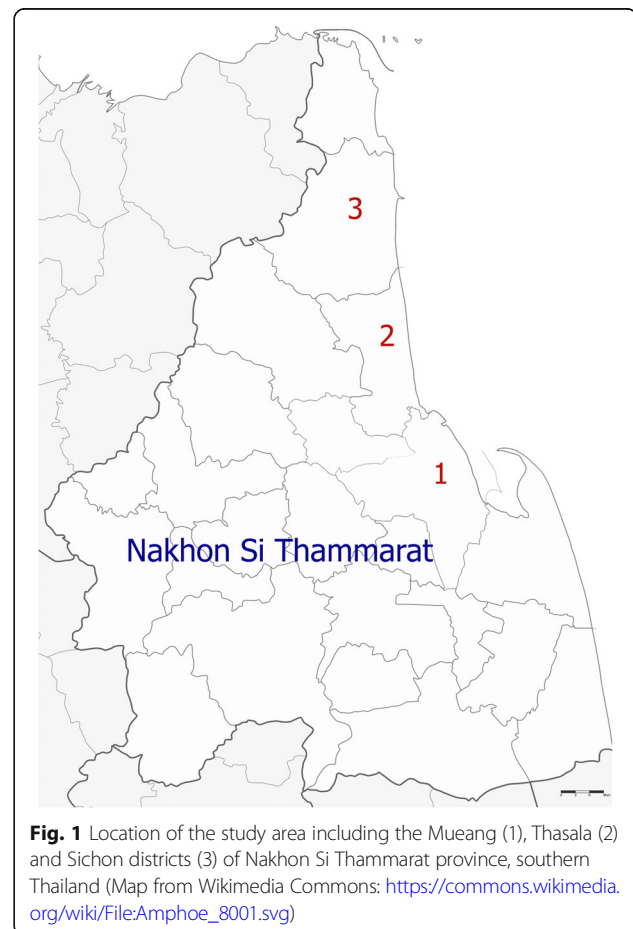 3
2
1
Nakhon Si Thammarat
Fig. 1 Location of the study area including the Mueang (1), Thasala (2)
and Sichon districts (3) of Nakhon Si Thammarat province, southern
Thailand (Map from Wikimedia Commons: https://commons.wikimedia.
org/wiki/File:Amphoe_8001.svg)